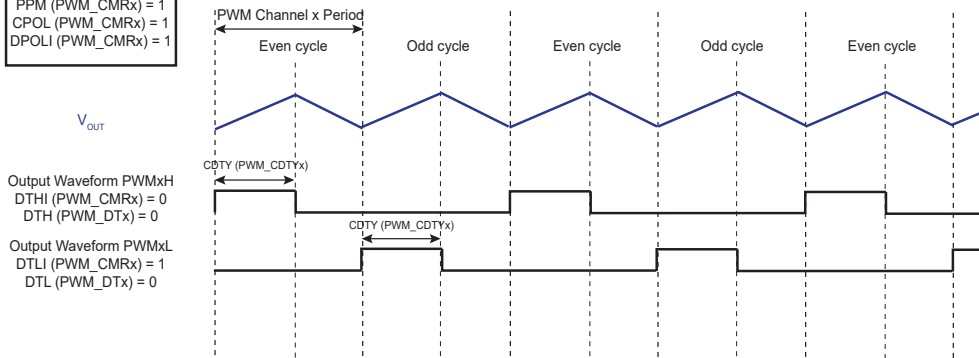 PPM (PWM_CMRx) = 1
CPOL (PWM_CMRx) = 1
DPOLI (PWM_CMRx) = 1
PWM Channel x Period
Even cycle
Odd cycle
Even cycle
Odd cycle
Even cycle
VOUT
CDTY (PWM_CDTYx)
Output Waveform PWMxH
DTHI (PWM_CMRx) = 0
DTH (PWM_DTx) = 0
CDTY (PWM_CDTYx)
Output Waveform PWMxL
DTLI (PWM_CMRx) = 1
DTL (PWM_DTx) = 0